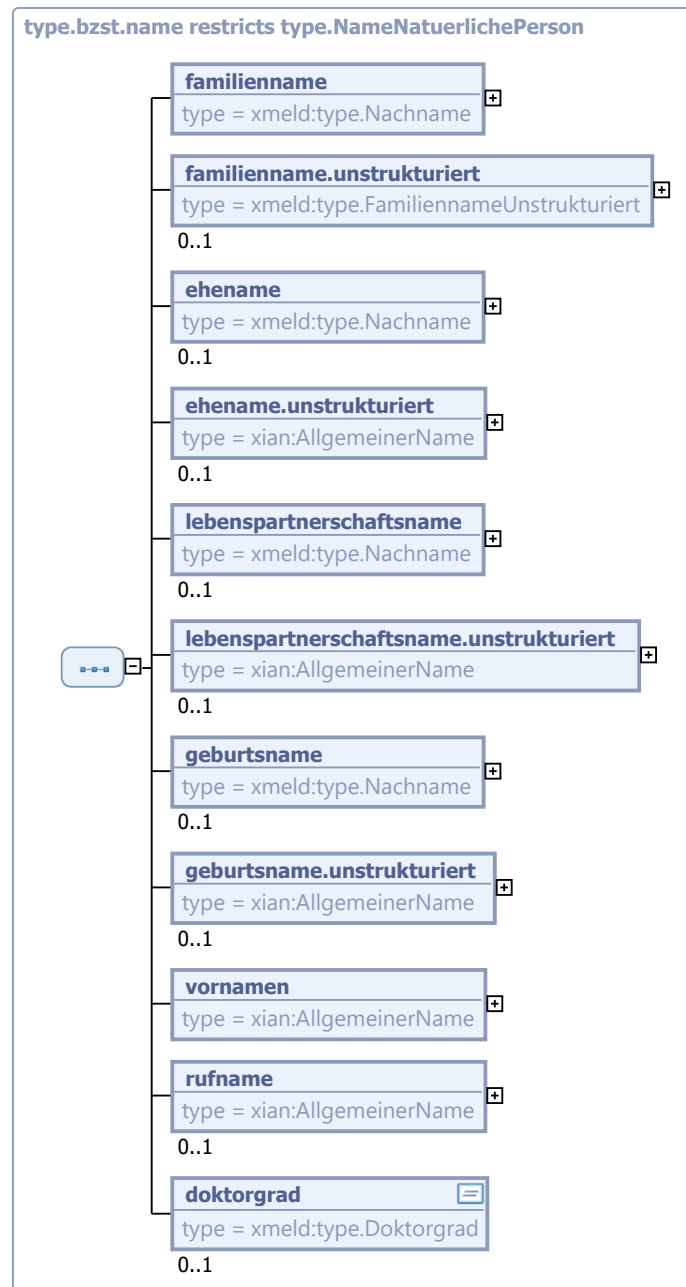 type.bzst.name restricts type.NameNatuerlichePerson
familienname
type = xmeld:type.Nachname
familienname.unstrukturiert
type = xmeld:type.FamiliennameUnstrukturiert
0..1
ehename
type = xmeld:type.Nachname
0..1
ehename.unstrukturiert
type = xian:AllgemeinerName
0..1
lebenspartnerschaftsname
type = xmeld:type.Nachname
0..1
lebenspartnerschaftsname.unstrukturiert
type = xian:AllgemeinerName
0..1
geburtsname
type = xmeld:type.Nachname
0..1
geburtsname.unstrukturiert
type = xian:AllgemeinerName
0..1
vornamen
type = xian:AllgemeinerName
rufname
type = xian:AllgemeinerName
0..1
doktorgrad
type = xmeld:type.Doktorgrad
0..1